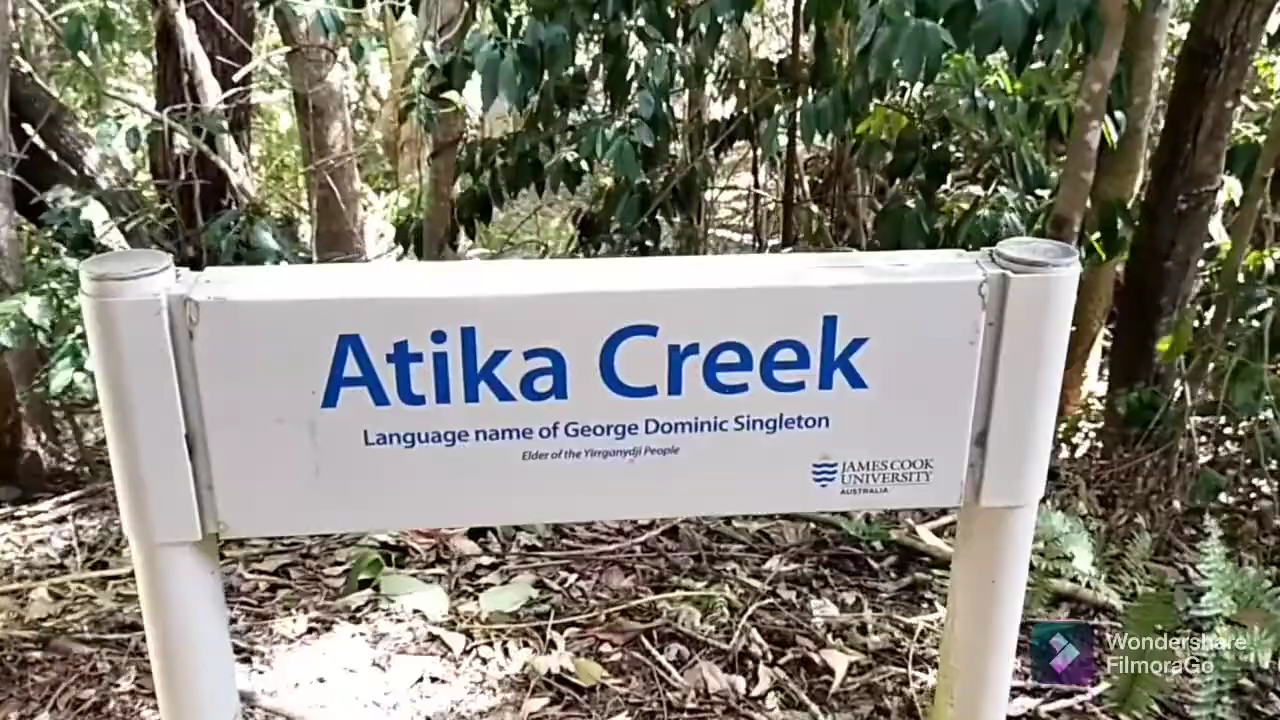 Atika Creek
Language name of George Dominic Singleton
Elder of the Yirrganydji People
JAMES COOK
UNIVERSITY
AUSTRALIA
Wondershare
FilmoraGo